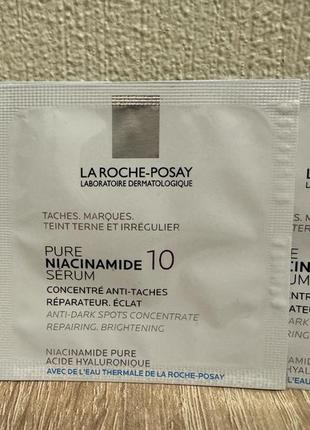 LA ROCHE-POSAY
LABORATOIRE DERMATOLOGIQUE
TACHES. MARQUES.
TEINT TERNE ET IRRÉGULIER
PURE
NIACINAMIDE 10
SÉRUM
CONCENTRÉ ANTI-TACHES
RÉPARATEUR. ÉCLAT
ANTI-DARK SPOTS CONCENTRATE
REPAIRING. BRIGHTENING
NIACINAMIDE PURE
ACIDE HYALURONIQUE
AVEC DE L'EAU THERMALE DE LA ROCHE-POSAY